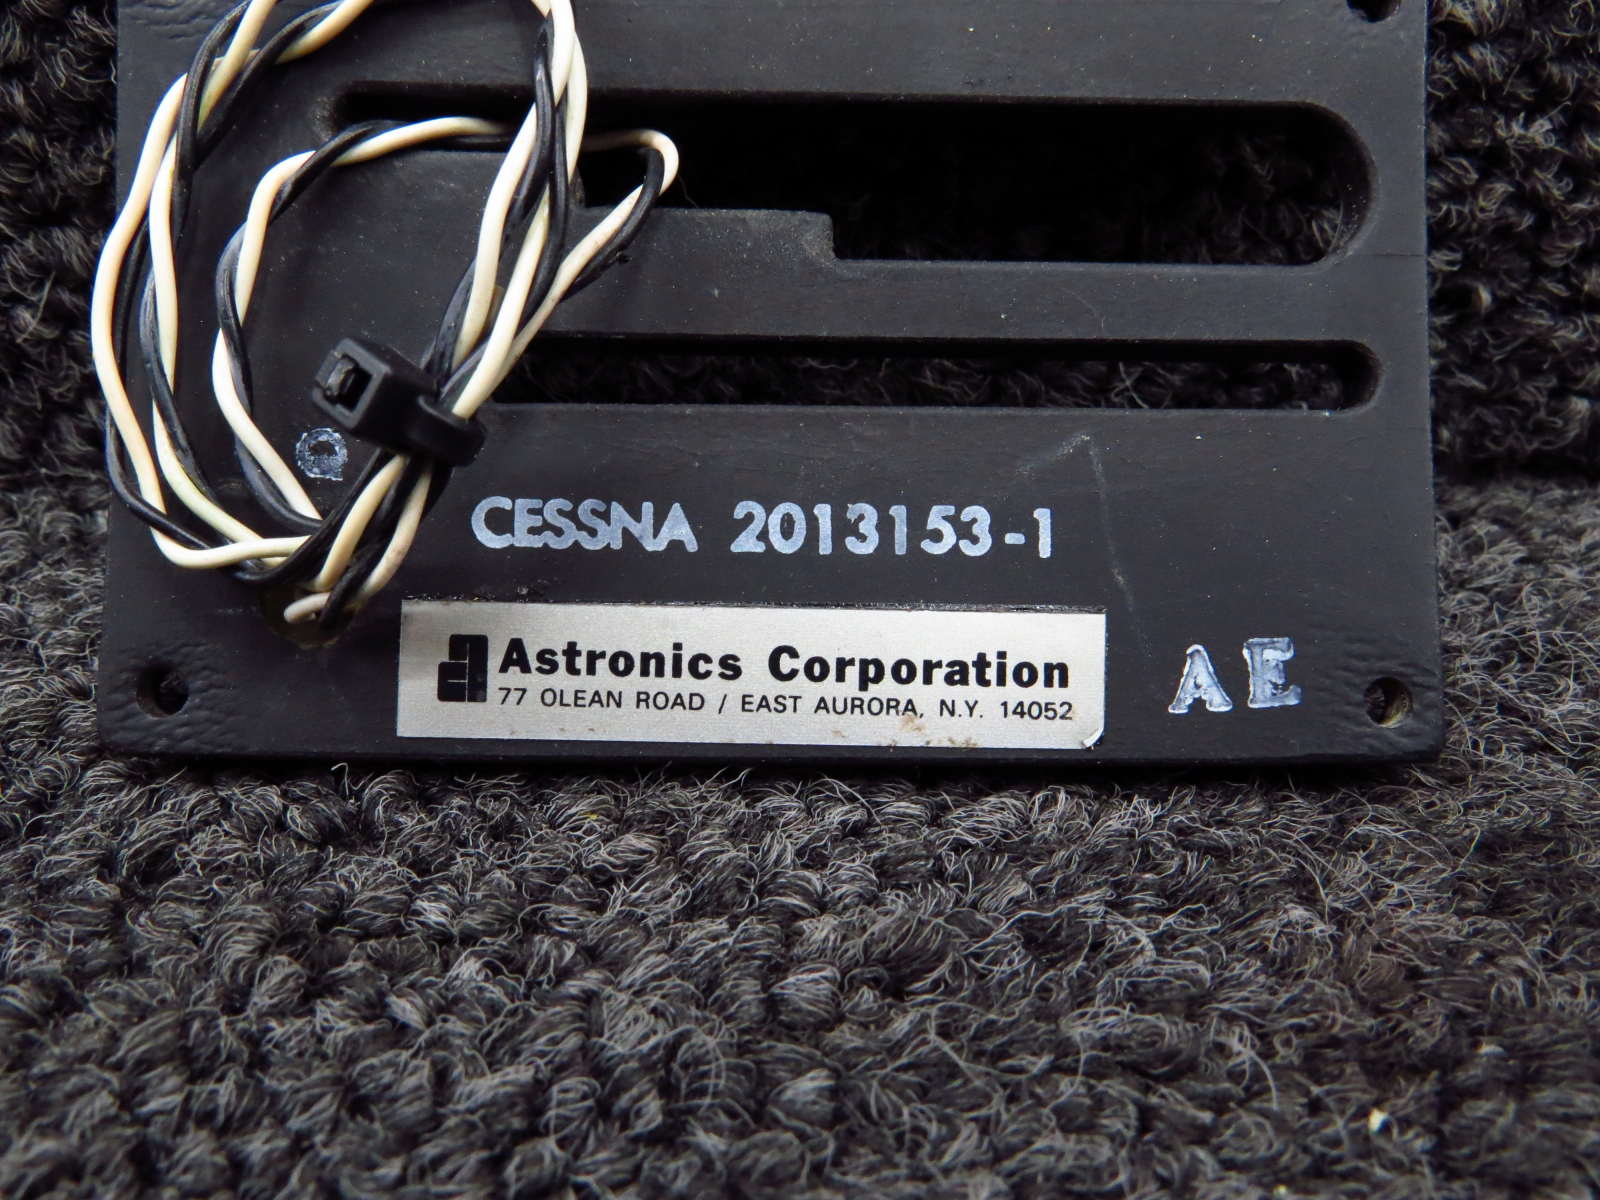 CESSNA 2013153-1
Astronics Corporation
77 OLEAN ROAD / EAST AURORA, N.Y. 14052
AE